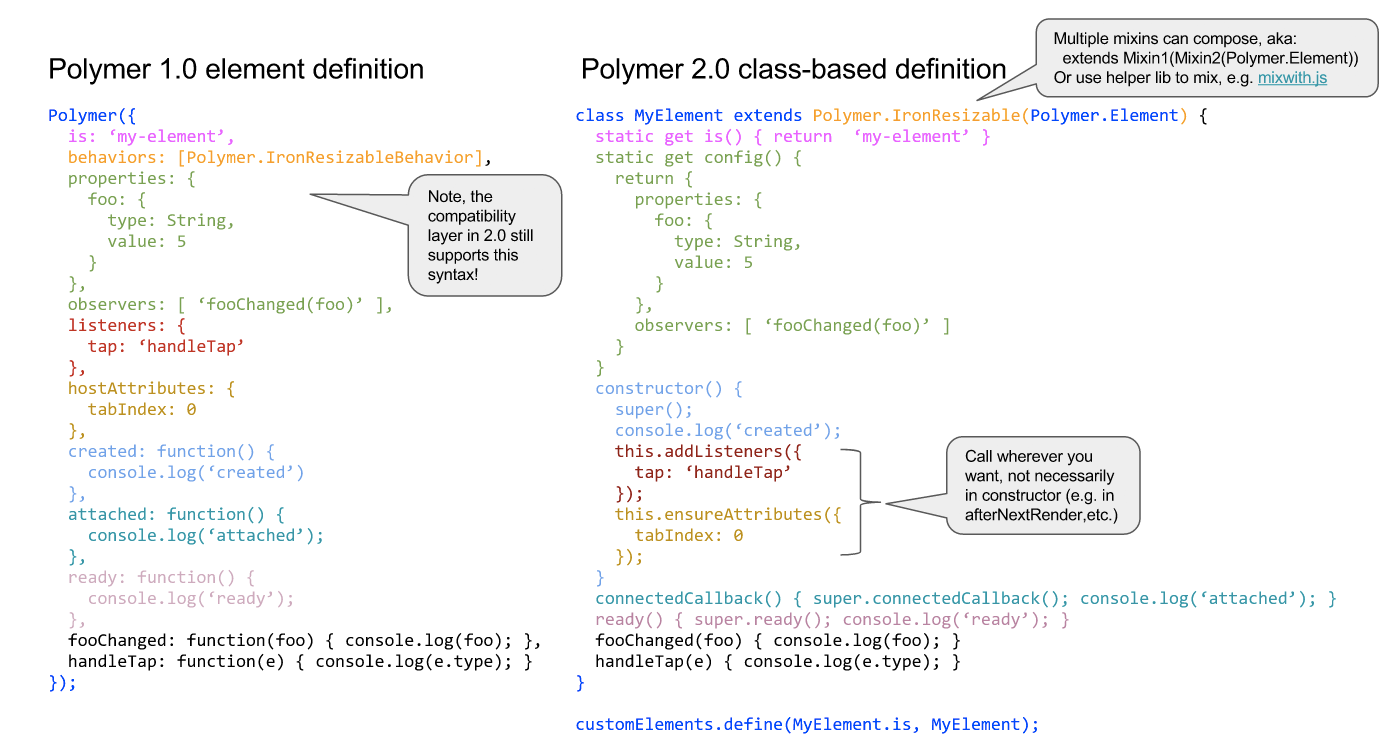 Polymer 1.0 element definition
Polymer({
  is: ‘my-element’,
  behaviors: [Polymer.IronResizableBehavior],
  properties: {
    foo: {
      type: String,
      value: 5
    }
  },
  observers: [ ‘fooChanged(foo)’ ],
  listeners: {
    tap: ‘handleTap’
  },
  hostAttributes: {
    tabIndex: 0
  },
  created: function() {
    console.log(‘created’)
  },
  attached: function() {
    console.log(‘attached’);
  },
  ready: function() {
    console.log(‘ready’);
  },
  fooChanged: function(foo) { console.log(foo); },
  handleTap: function(e) { console.log(e.type); }
});
Note, the
compatibility
layer in 2.0 still
supports this
syntax!
Polymer 2.0 class-based definition
Multiple mixins can compose, aka:
  extends Mixin1(Mixin2(Polymer.Element))
Or use helper lib to mix, e.g. mixwith.js
class MyElement extends Polymer.IronResizable(Polymer.Element) {
  static get is() { return  ‘my-element’ }
  static get config() {
    return {
      properties: {
        foo: {
          type: String,
          value: 5
        }
      },
      observers: [ ‘fooChanged(foo)’ ]
    }
  }
  constructor() {
    super();
    console.log(‘created’);
    this.addListeners({
      tap: ‘handleTap’
    });
    this.ensureAttributes({
      tabIndex: 0
    });
  }
  connectedCallback() { super.connectedCallback(); console.log(‘attached’); }
  ready() { super.ready(); console.log(‘ready’); }
  fooChanged(foo) { console.log(foo); }
  handleTap(e) { console.log(e.type); }
}
customElements.define(MyElement.is, MyElement);
Call wherever you
want, not necessarily
in constructor (e.g. in
afterNextRender,etc.)